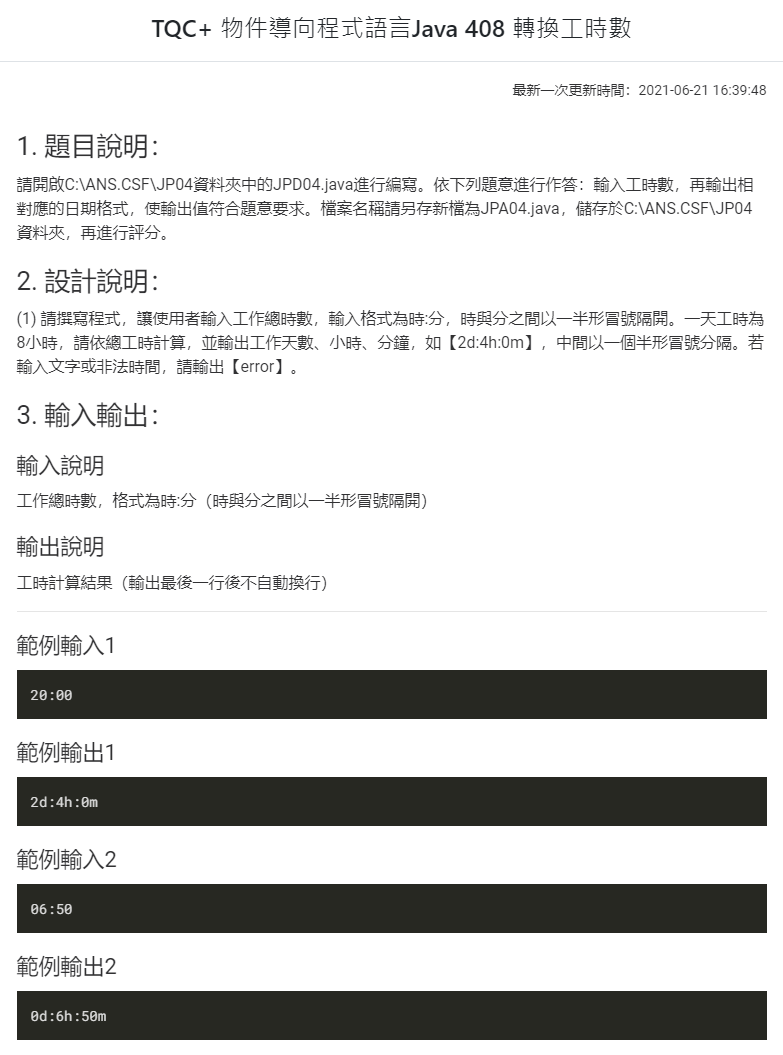 TQC+ 物件導向程式語言Java 408 轉換工時數
最新一次更新時間：2021-06-21 16:39:48
1. 題目說明：
請開啟C:\ANS.CSF\JP04資料夾中的JPD04.java進行編寫。依下列題意進行作答：輸入工時數，再輸出相
對應的日期格式，使輸出值符合題意要求。檔案名稱請另存新檔為JPA04.java，儲存於C:\ANS.CSF\JP04
資料夾，再進行評分。
2. 設計說明：
(1) 請撰寫程式，讓使用者輸入工作總時數，輸入格式為時:分，時與分之間以一半形冒號隔開。一天工時為
8小時，請依總工時計算，並輸出工作天數、小時、分鐘，如【2d:4h:0m】，中間以一個半形冒號分隔。若
輸入文字或非法時間，請輸出【error】。
3. 輸入輸出：
輸入說明
工作總時數，格式為時:分（時與分之間以一半形冒號隔開）
輸出說明
工時計算結果（輸出最後一行後不自動換行）
範例輸入1
20:00
範例輸出1
2d:4h:0m
範例輸入2
06:50
範例輸出2
0d:6h:50m